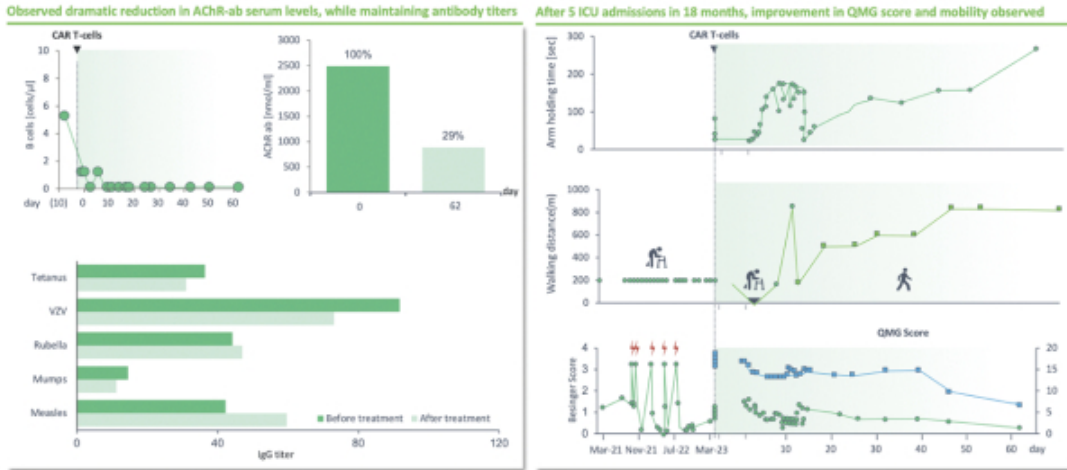 Observed dramatic reduction in AChR-ab serum levels, while maintaining antibody titers
CAR T-cells
B cells [cells/µl]
10
8
6
4
2
0
day (10) 0 10 20 30 40 50 60
AChR ab [nmol/ml]
3000
2500
2000
1500
1000
500
0
100%
29%
day
0 62
Tetanus
VZV
Rubella
Mumps
Measles
Before treatment After treatment
0 40 80 120
IgG titer
After 5 ICU admissions in 18 months, improvement in QMG score and mobility observed
CAR T-cells
Arm holding time [sec]
300
200
100
0
Walking distance(m)
1000
800
600
400
200
0
QMG Score
Besinger Score
4
3
2
1
0
20
15
10
5
0
Mar-21 Nov-21 Jul-22 Mar-23 10 20 30 40 50 60 day